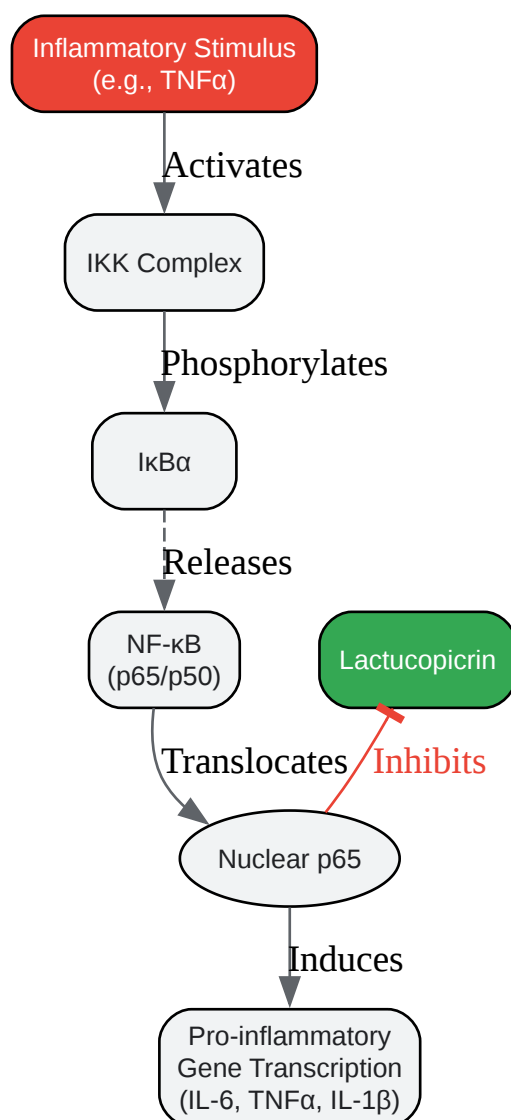 Inflammatory Stimulus
(e.g., TNFα)
Activates
IKK Complex
Phosphorylates
IκBα
Releases
NF-κB
(p65/p50)
Lactucopicrin
Translocates
Inhibits
Nuclear p65
Induces
Pro-inflammatory
Gene Transcription
(IL-6, TNFα, IL-1β)